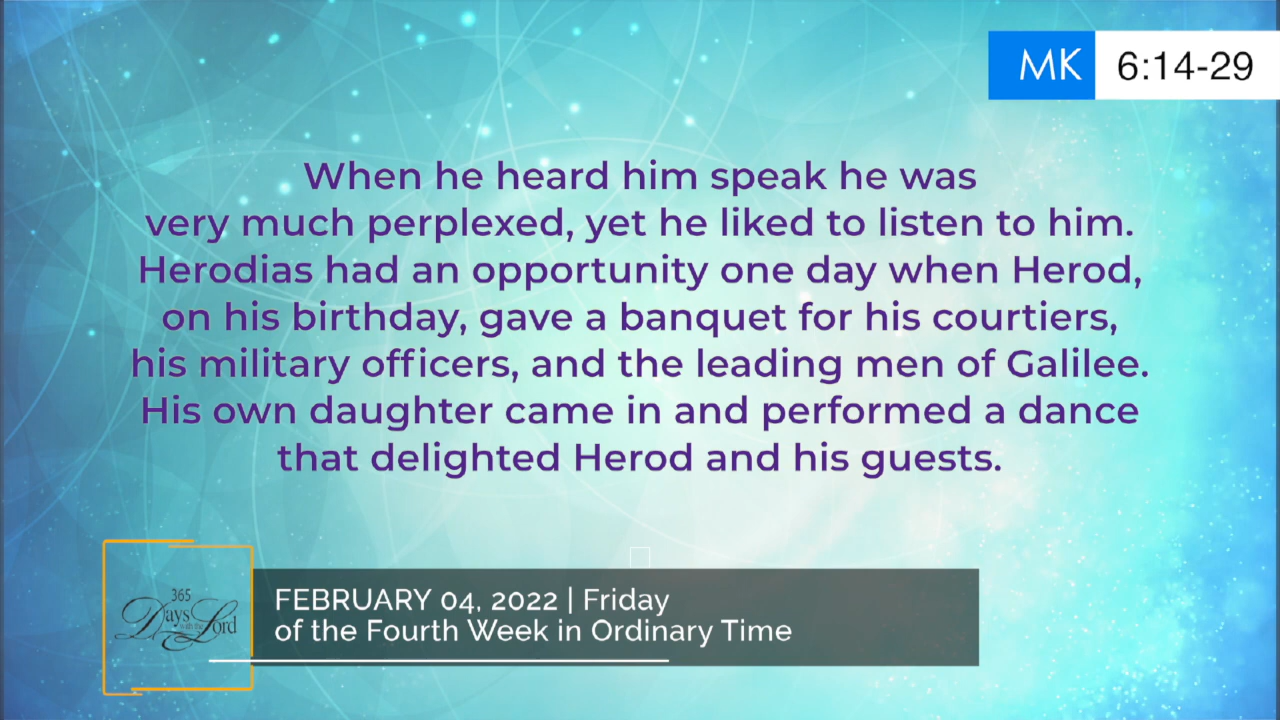 MK 6:14-29
When he heard him speak he was
very much perplexed, yet he liked to listen to him.
Herodias had an opportunity one day when Herod,
on his birthday, gave a banquet for his courtiers,
his military officers, and the leading men of Galilee.
His own daughter came in and performed a dance
that delighted Herod and his guests.
365
Days with the Lord
FEBRUARY 04, 2022 | Friday
of the Fourth Week in Ordinary Time